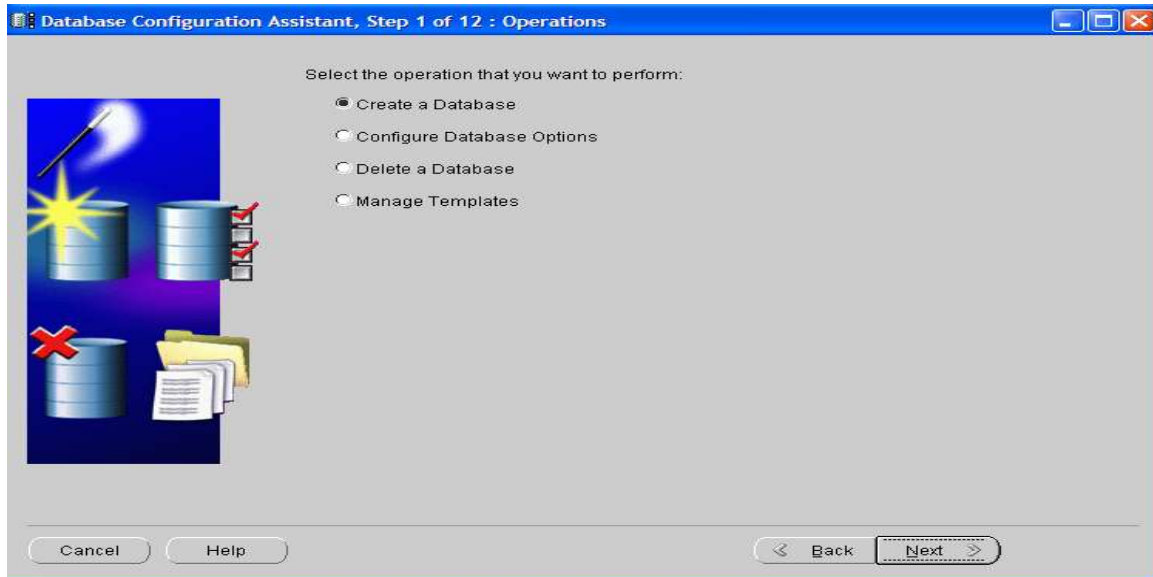 Database Configuration Assistant, Step 1 of 12 : Operations
Select the operation that you want to perform:
Create a Database
Configure Database Options
Delete a Database
Manage Templates
Cancel
Help
Back
Next